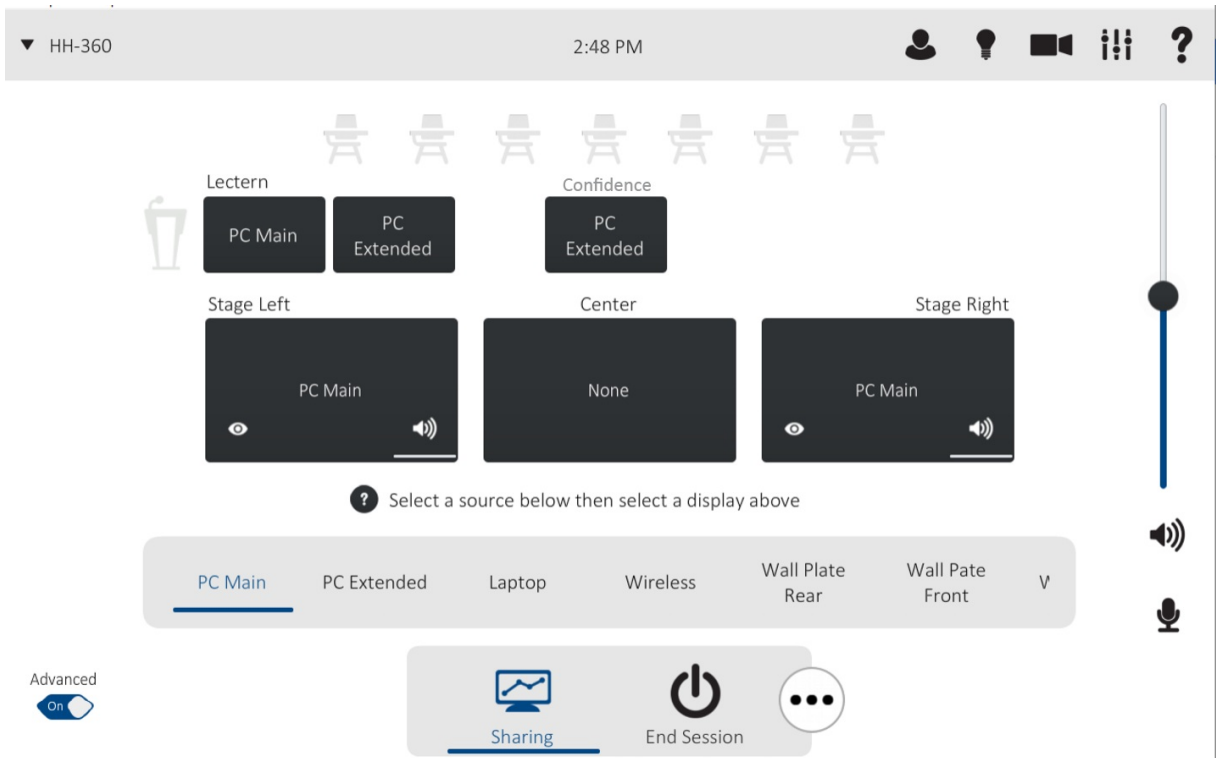 HH-360
2:48 PM
?
Lectern
Confidence
PC Main
PC
Extended
PC
Extended
Stage Left
Center
Stage Right
PC Main
None
PC Main
? Select a source below then select a display above
PC Main
PC Extended
Laptop
Wireless
Wall Plate
Rear
Wall Pate
Front
Advanced
On
Sharing
End Session